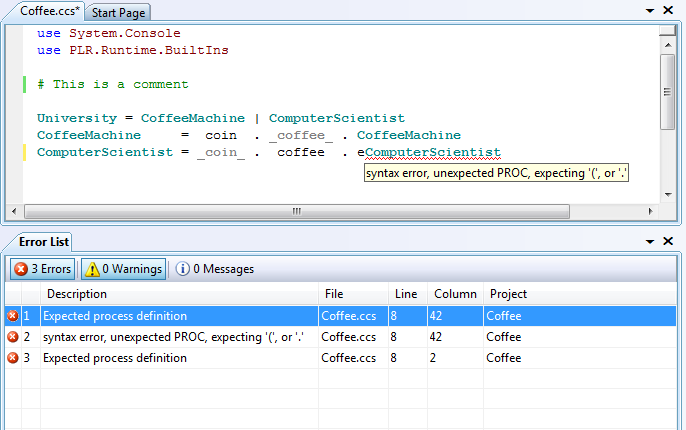 Coffee.ccs* Start Page
use System.Console
use PLR.Runtime.BuiltIns
# This is a comment
University = CoffeeMachine | ComputerScientist
CoffeeMachine = coin . _coffee_ . CoffeeMachine
ComputerScientist = _coin_ . coffee . eComputerScientist
syntax error, unexpected PROC, expecting '(', or '.'
Error List
3 Errors 0 Warnings 0 Messages
Description File Line Column Project
1 Expected process definition Coffee.ccs 8 42 Coffee
2 syntax error, unexpected PROC, expecting '(', or '.' Coffee.ccs 8 42 Coffee
3 Expected process definition Coffee.ccs 8 2 Coffee